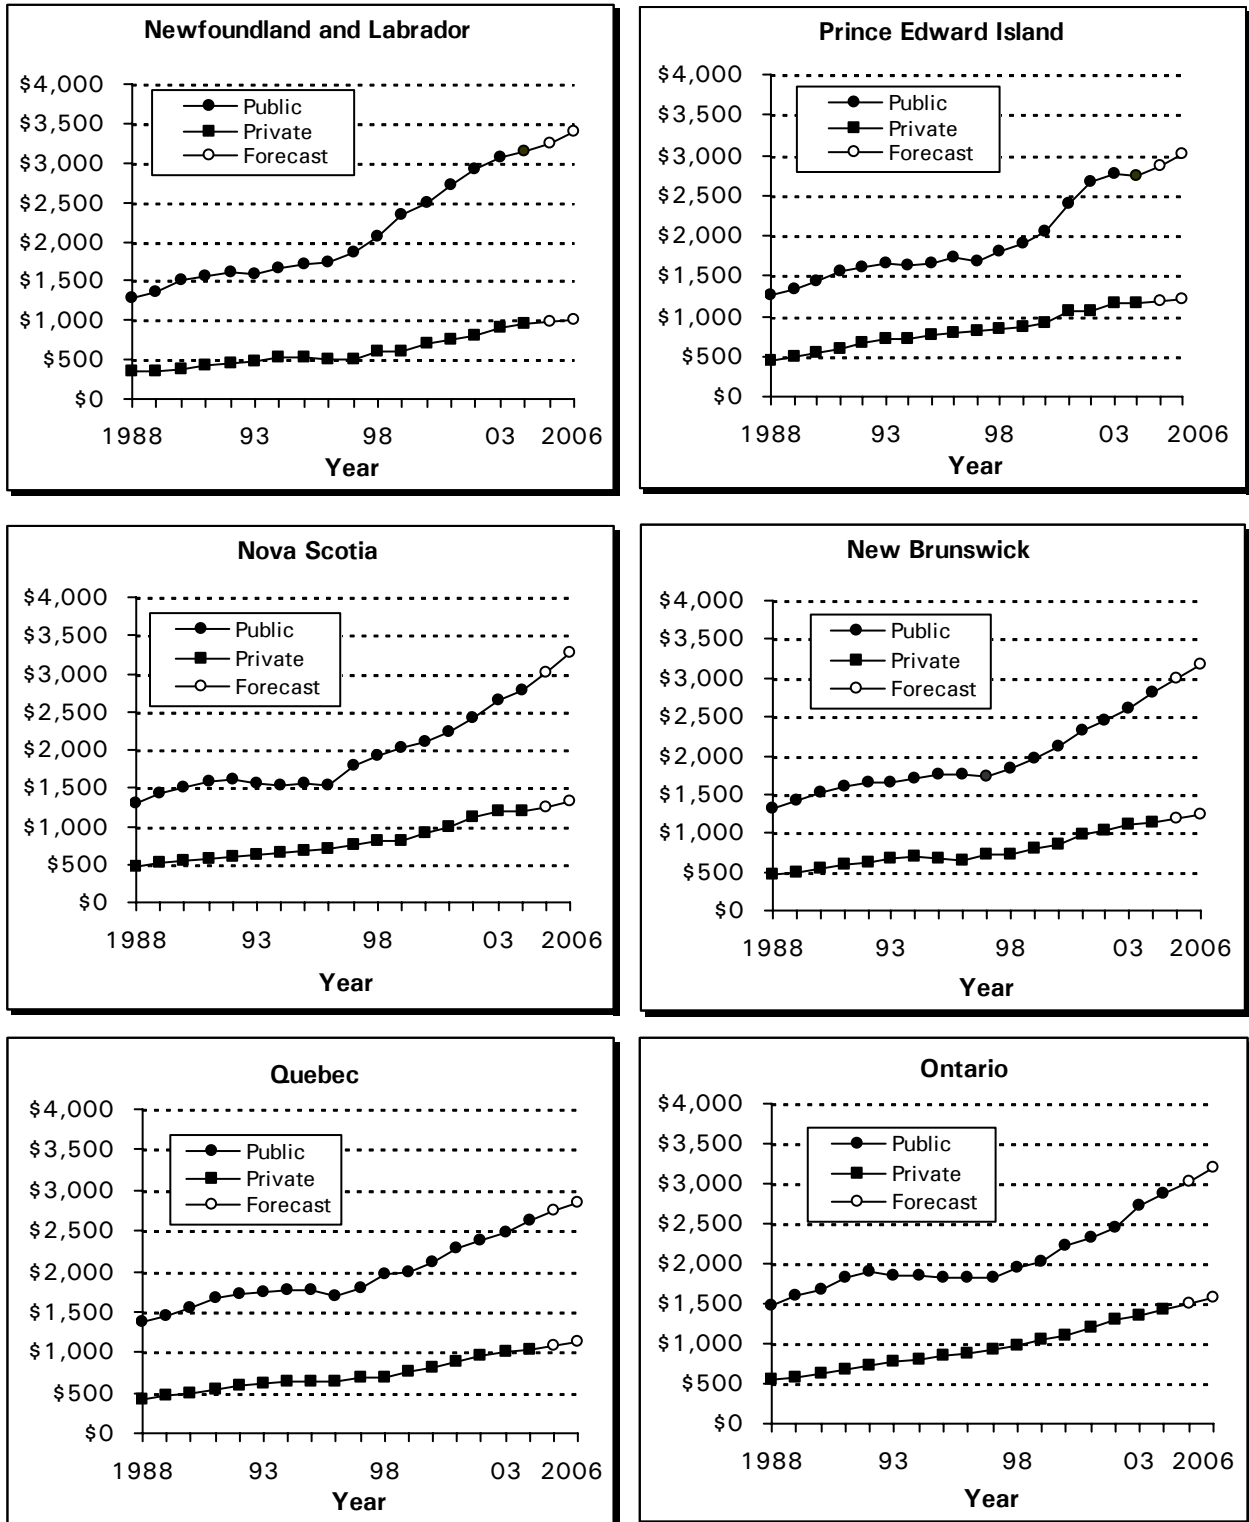 Newfoundland and Labrador
$4,000
$3,500
$3,000
$2,500
$2,000
$1,500
$1,000
$500
$0
Public
Private
Forecast
1988 93 98 03 2006
Year
Prince Edward Island
$4,000
$3,500
$3,000
$2,500
$2,000
$1,500
$1,000
$500
$0
Public
Private
Forecast
1988 93 98 03 2006
Year
Nova Scotia
$4,000
$3,500
$3,000
$2,500
$2,000
$1,500
$1,000
$500
$0
Public
Private
Forecast
1988 93 98 03 2006
Year
New Brunswick
$4,000
$3,500
$3,000
$2,500
$2,000
$1,500
$1,000
$500
$0
Public
Private
Forecast
1988 93 98 03 2006
Year
Quebec
$4,000
$3,500
$3,000
$2,500
$2,000
$1,500
$1,000
$500
$0
Public
Private
Forecast
1988 93 98 03 2006
Year
Ontario
$4,000
$3,500
$3,000
$2,500
$2,000
$1,500
$1,000
$500
$0
Public
Private
Forecast
1988 93 98 03 2006
Year